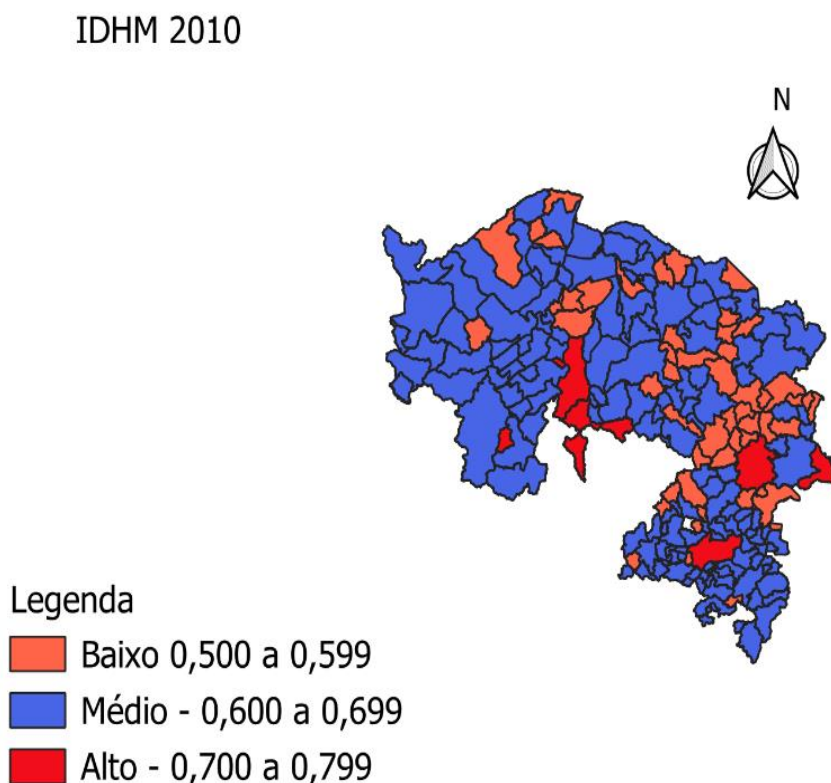 IDHM 2010
N
Legenda
Baixo 0,500 a 0,599
Médio - 0,600 a 0,699
Alto - 0,700 a 0,799